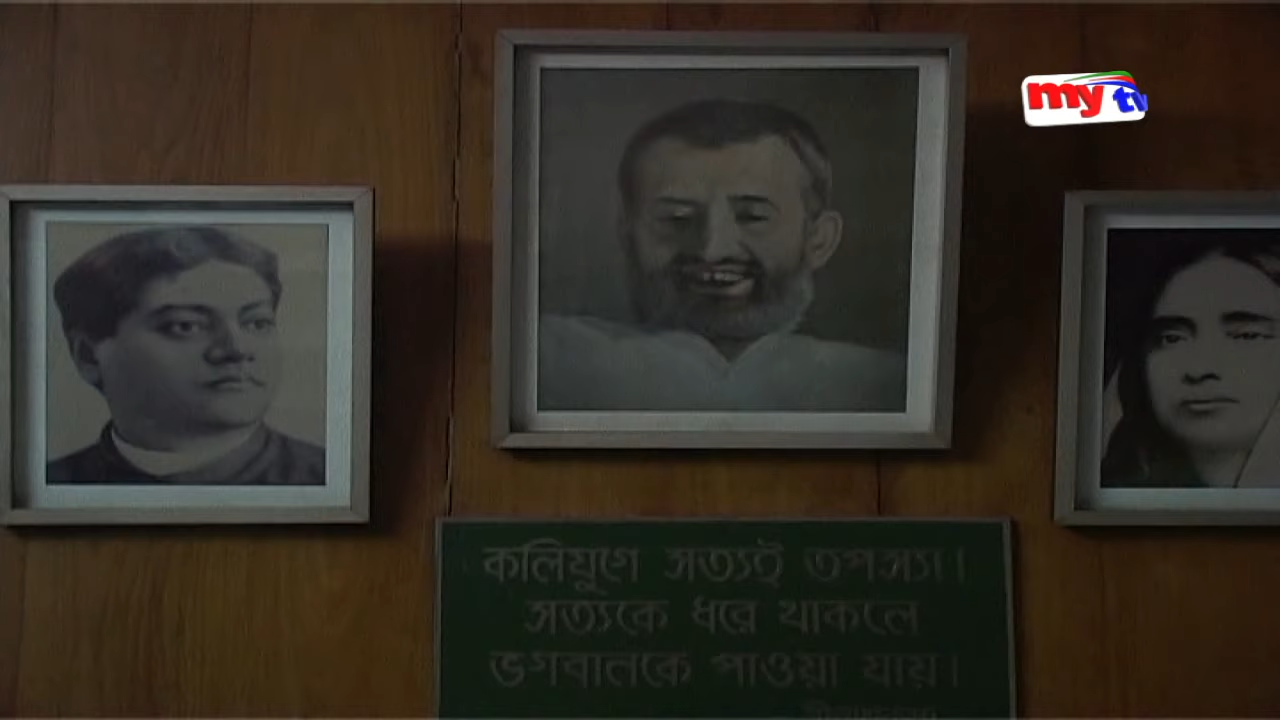 my tv
কলিযুগে সত্যই তপস্যা।
সত্যকে ধরে থাকলে
ভগবানকে পাওয়া যায়।